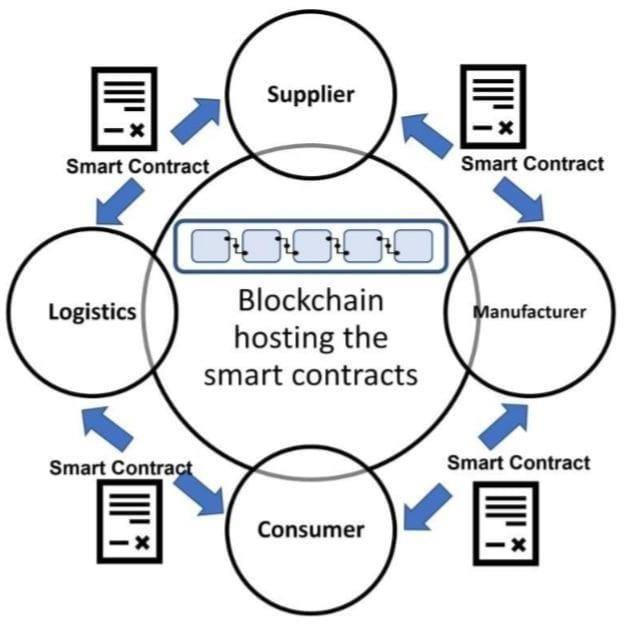 Supplier
Smart Contract
Smart Contract
Logistics
Blockchain
hosting the
smart contracts
Manufacturer
Smart Contract
Smart Contract
Consumer